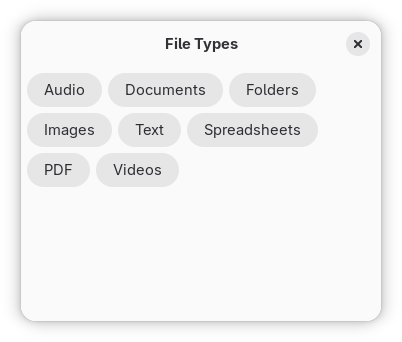 File Types
Audio Documents Folders
Images Text Spreadsheets
PDF Videos